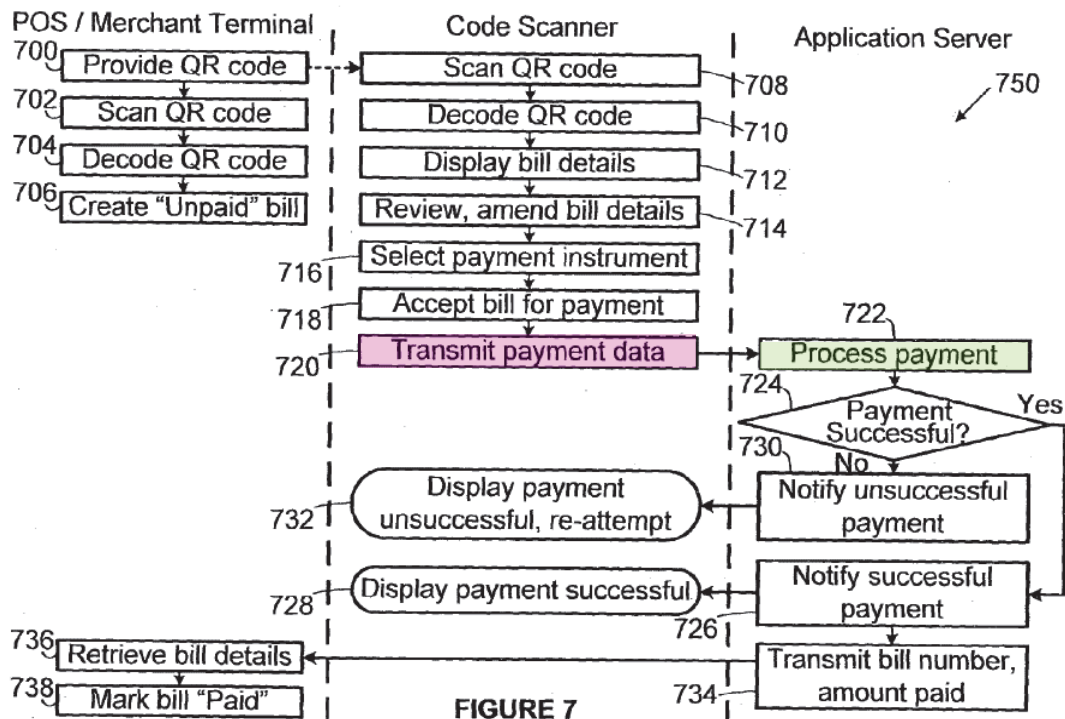 POS / Merchant Terminal
Code Scanner
Application Server
700
Provide QR code
Scan QR code
708
750
702
Scan QR code
Decode QR code
710
704
Decode QR code
Display bill details
712
706
Create “Unpaid” bill
Review, amend bill details
714
716
Select payment instrument
718
Accept bill for payment
722
720
Transmit payment data
Process payment
724
Payment
Successful?
Yes
730
No
Display payment
unsuccessful, re-attempt
732
Notify unsuccessful
payment
Display payment successful
728
Notify successful
payment
726
736
Retrieve bill details
Transmit bill number,
amount paid
734
738
Mark bill “Paid”
FIGURE 7